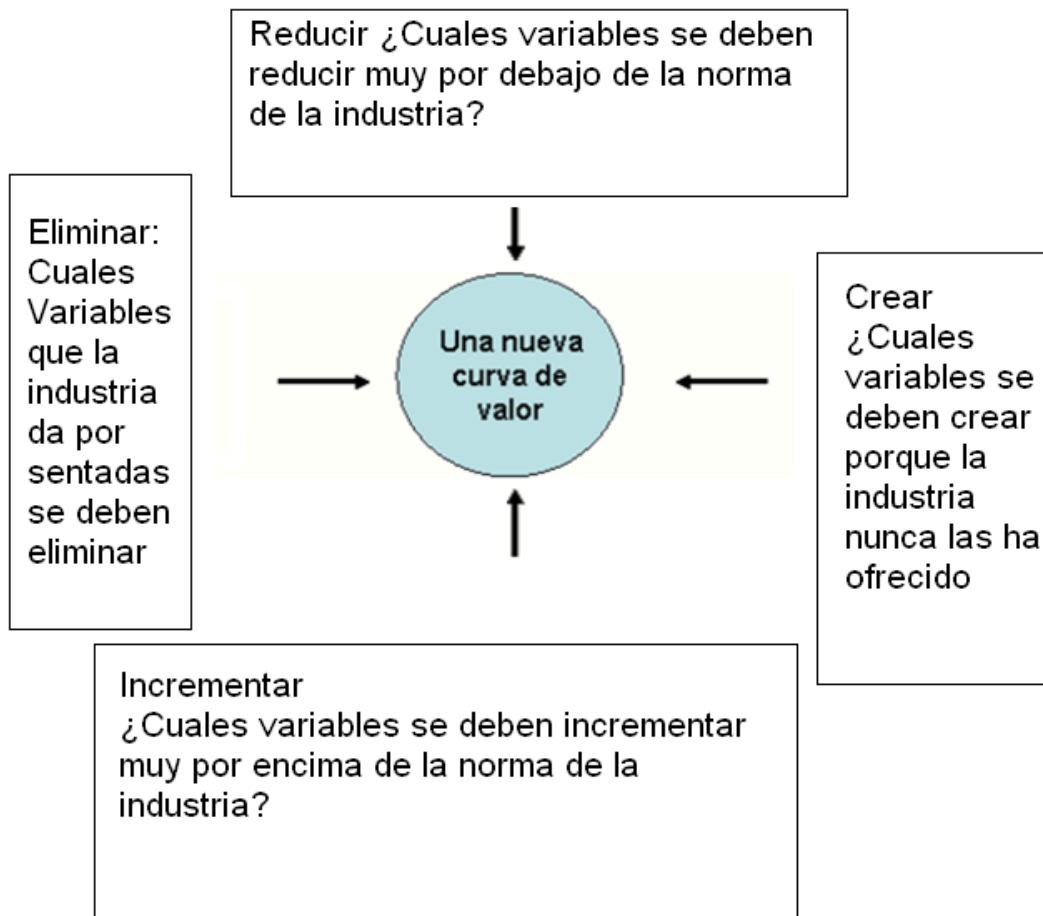 Reducir ¿Cuales variables se deben
reducir muy por debajo de la norma
de la industria?
Eliminar:
Cuales
Variables
que la
industria
da por
sentadas
se deben
eliminar
Una nueva
curva de
valor
Crear
¿Cuales
variables se
deben crear
porque la
industria
nunca las ha
ofrecido
Incrementar
¿Cuales variables se deben incrementar
muy por encima de la norma de la
industria?